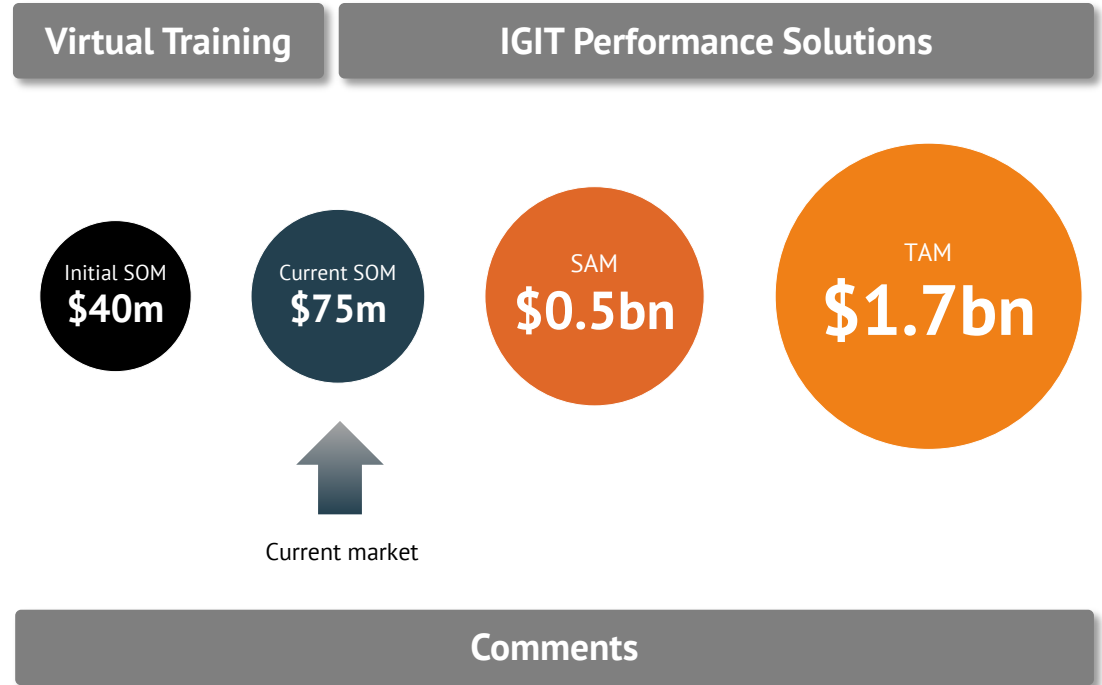 Virtual Training
IGIT Performance Solutions
Initial SOM
$40m
Current SOM
$75m
SAM
$0.5bn
TAM
$1.7bn
Current market
Comments